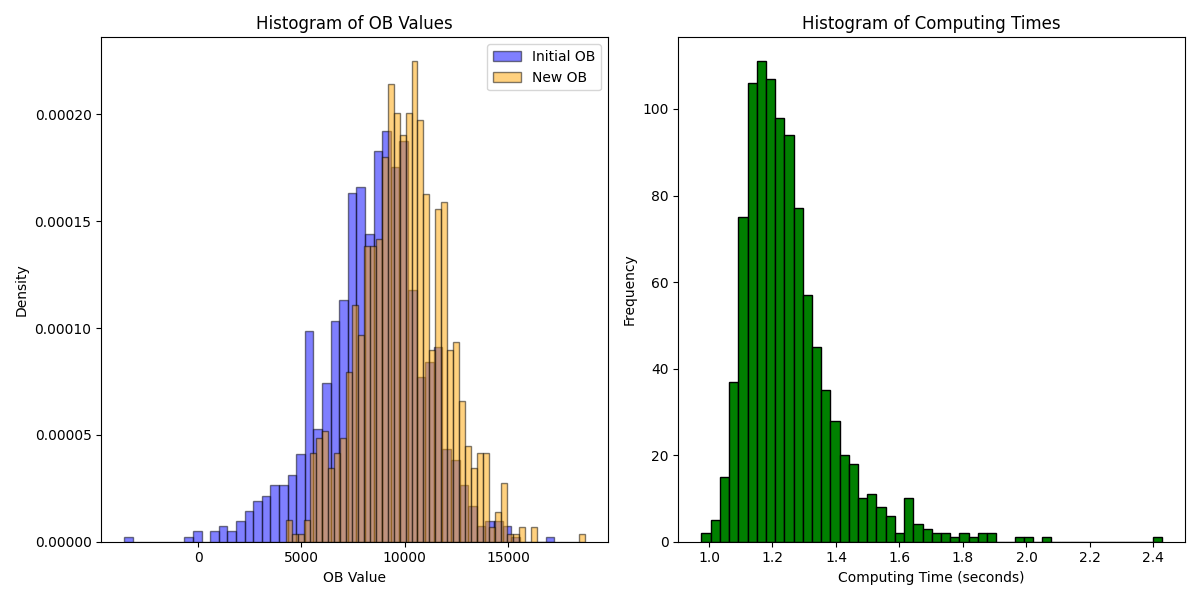 Histogram of OB Values
Initial OB
New OB
0.00020
0.00015
0.00010
0.00005
0.00000
Density
0 5000 10000 15000
OB Value
Histogram of Computing Times
100
80
60
40
20
0
Frequency
1.0 1.2 1.4 1.6 1.8 2.0 2.2 2.4
Computing Time (seconds)